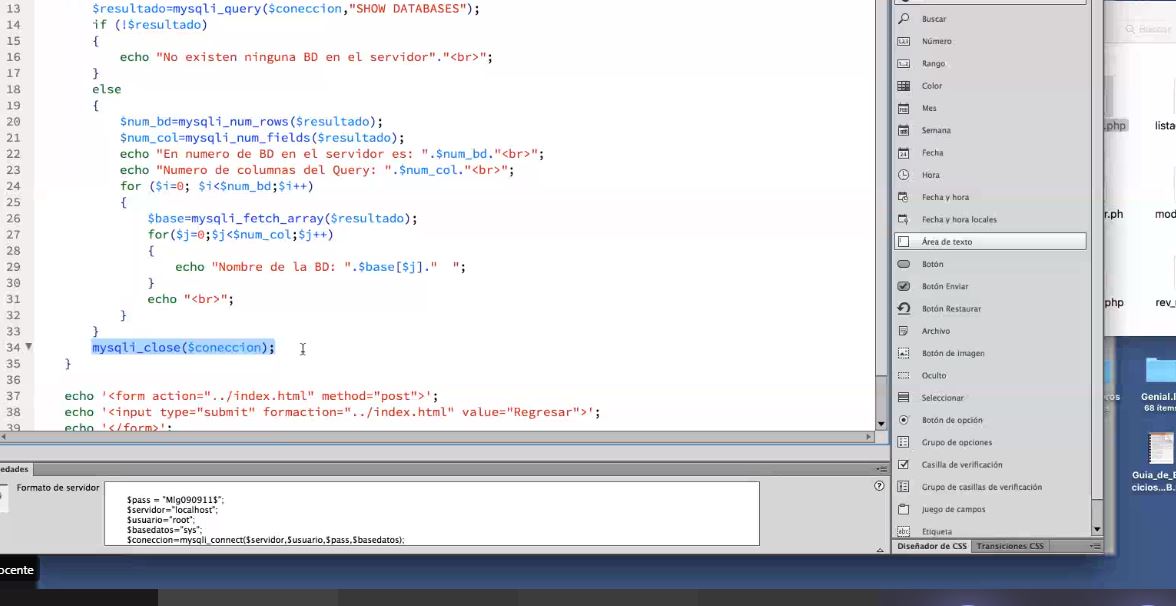 13 $resultado=mysqli_query($coneccion,"SHOW DATABASES");
14 if (!$resultado)
15 {
16 echo "No existen ninguna BD en el servidor"."<br>";
17 }
18 else
19 {
20 $num_bd=mysqli_num_rows($resultado);
21 $num_col=mysqli_num_fields($resultado);
22 echo "En numero de BD en el servidor es: ".$num_bd."<br>";
23 echo "Numero de columnas del Query: ".$num_col."<br>";
24 for ($i=0; $i<$num_bd;$i++)
25 {
26 $base=mysqli_fetch_array($resultado);
27 for($j=0;$j<$num_col;$j++)
28 {
29 echo "Nombre de la BD: ".$base[$j]."  ";
30 }
31 echo "<br>";
32 }
33 }
34 mysqli_close($coneccion);
35 }
36
37 echo '<form action="../index.html" method="post">';
38 echo '<input type="submit" formaction="../index.html" value="Regresar">';
39 echo '</form>';
edades
Formato de servidor
$pass = "Mlg090911$";
$servidor="localhost";
$usuario="root";
$basedatos="sys";
$coneccion=mysqli_connect($servidor,$usuario,$pass,$basedatos);
ocente
Buscar
Número
Rango
Color
Mes
Semana
Fecha
Hora
Fecha y hora
Fecha y hora locales
Área de texto
Botón
Botón Enviar
Botón Restaurar
Archivo
Botón de imagen
Oculto
Seleccionar
Botón de opción
Grupo de opciones
Casilla de verificación
Grupo de casillas de verificación
Juego de campos
Etiqueta
Diseñador de CSS
Transiciones CSS
Buscar
.php
lista
r.ph
mod
php
rev_
ros
Genial.
68 ítems
Guia_de_E
cicios...B.